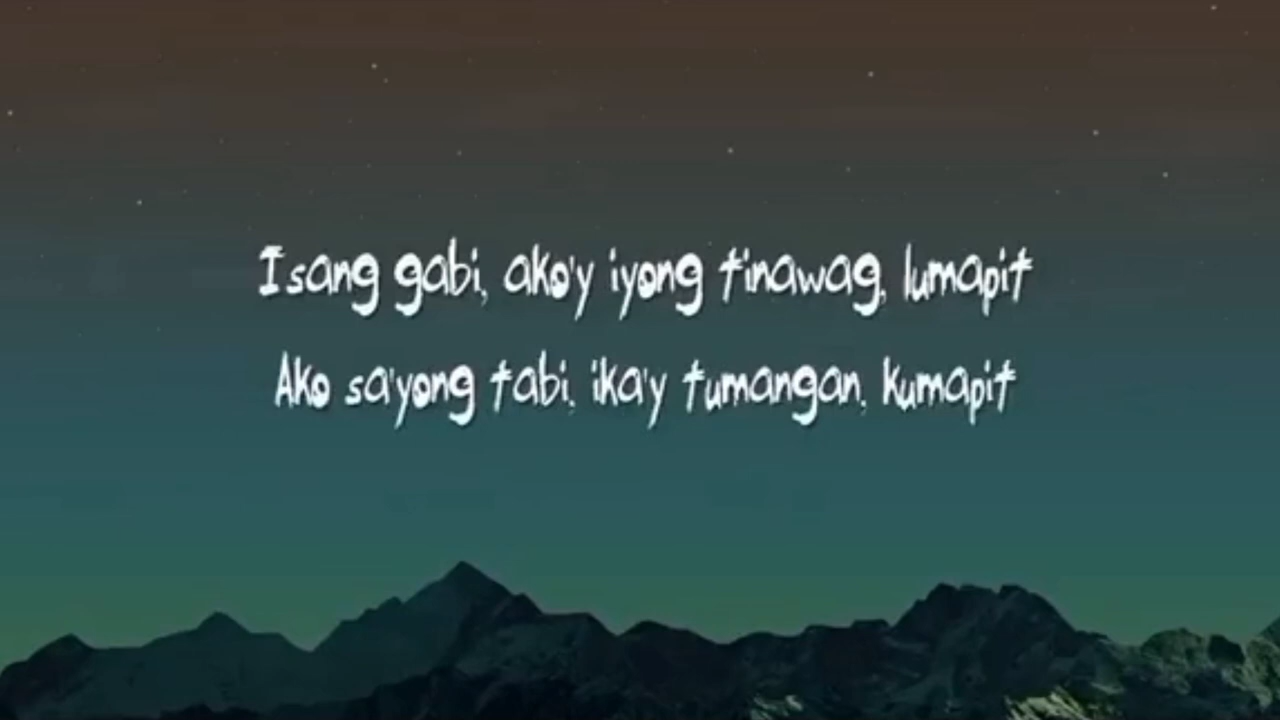 Isang gabi, ako'y iyong tinawag, lumapit
Ako sa'yong tabi, ika'y tumangan, kumapit